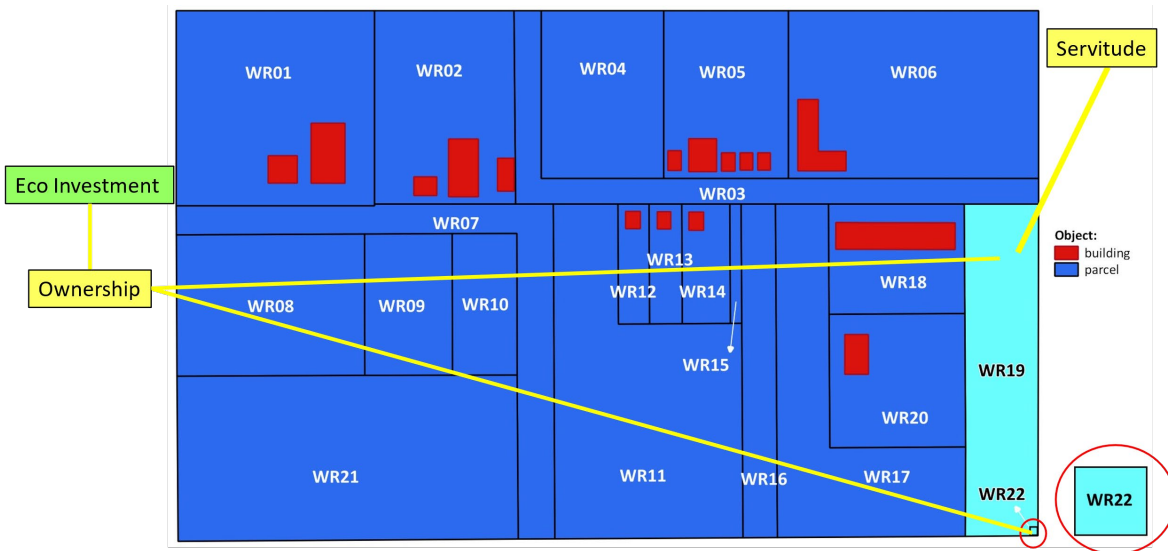 WR01
WR02
WR04
WR05
WR06
Servitude
Eco Investment
WR03
WR07
Object:
building
parcel
Ownership
WR13
WR08
WR09
WR10
WR12
WR14
WR18
WR15
WR19
WR20
WR21
WR11
WR16
WR17
WR22
WR22